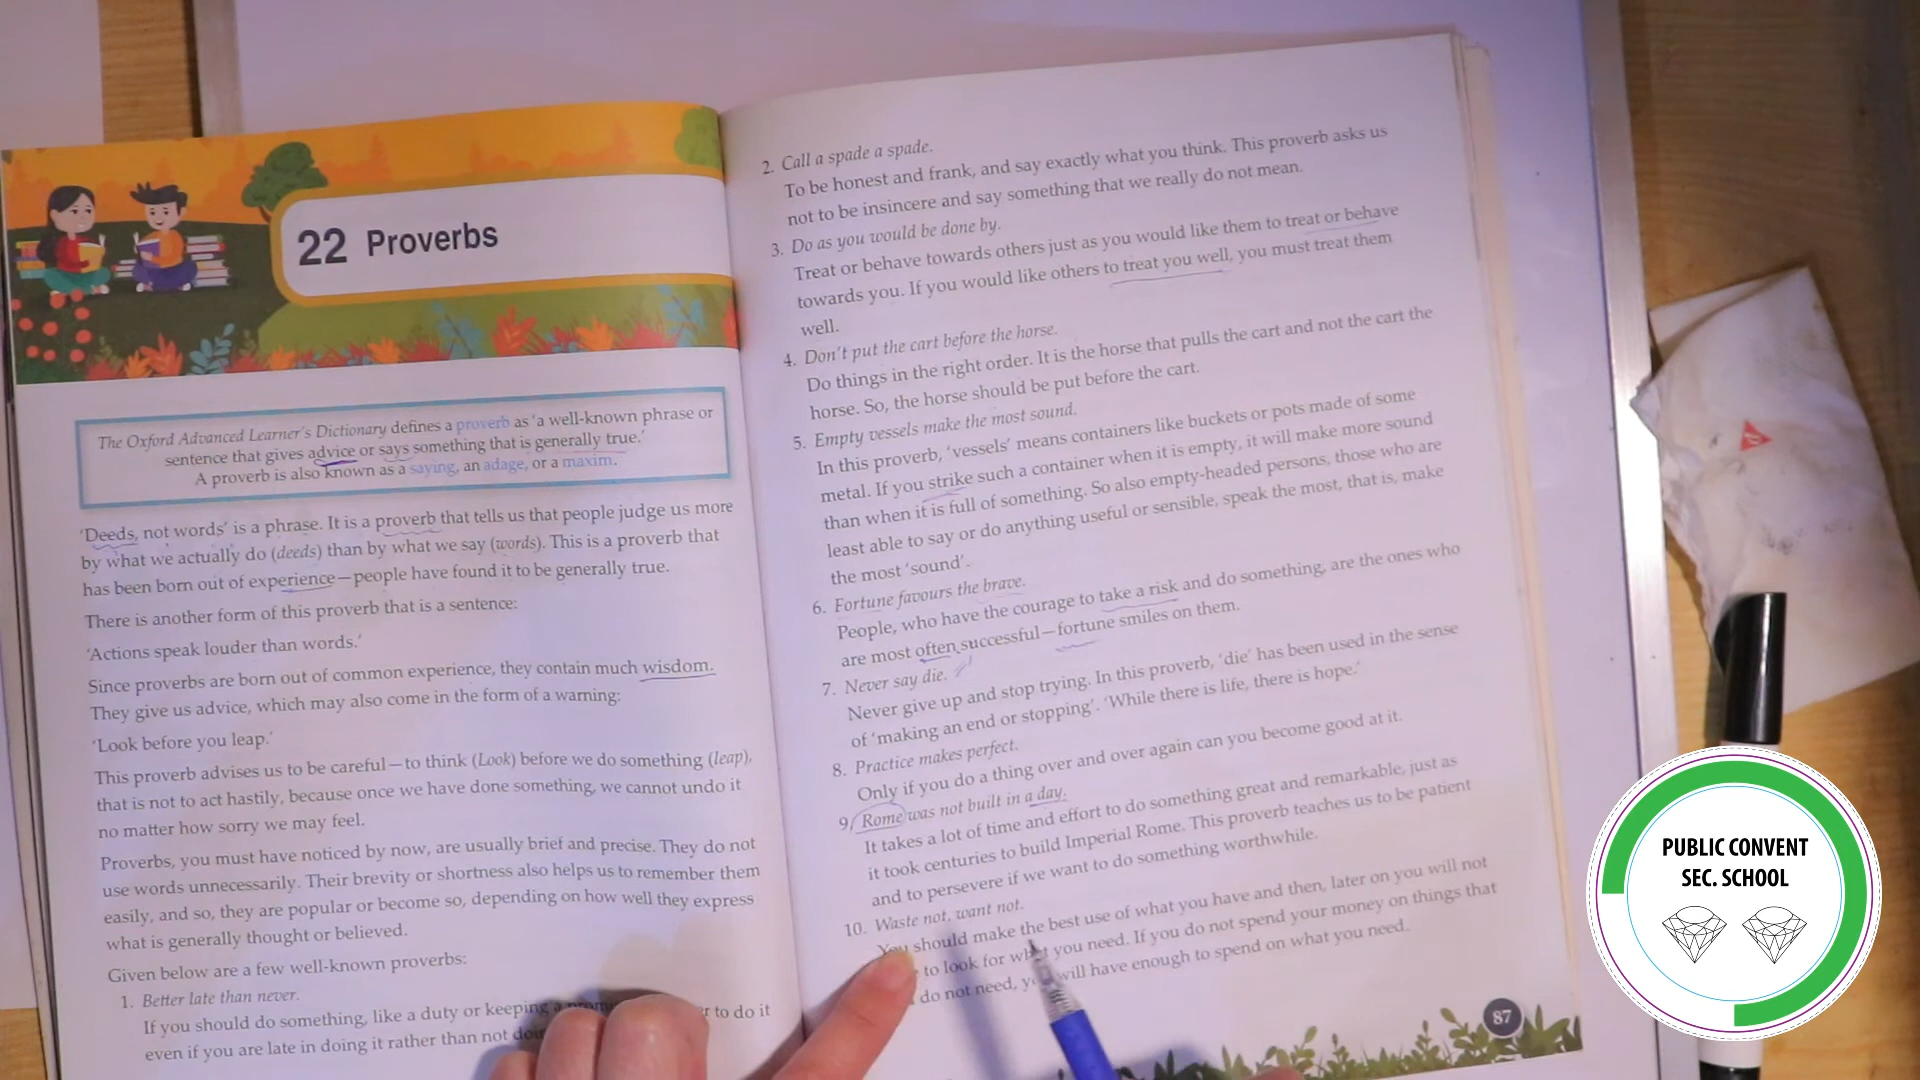 22 Proverbs
The Oxford Advanced Learner's Dictionary defines a proverb as 'a well-known phrase or
sentence that gives advice or says something that is generally true.'
A proverb is also known as a saying, an adage, or a maxim.
'Deeds, not words' is a phrase. It is a proverb that tells us that people judge us more
by what we actually do (deeds) than by what we say (words). This is a proverb that
has been born out of experience—people have found it to be generally true.
There is another form of this proverb that is a sentence:
'Actions speak louder than words.'
Since proverbs are born out of common experience, they contain much wisdom.
They give us advice, which may also come in the form of a warning:
'Look before you leap.'
This proverb advises us to be careful—to think (Look) before we do something (leap),
that is not to act hastily, because once we have done something, we cannot undo it
no matter how sorry we may feel.
Proverbs, you must have noticed by now, are usually brief and precise. They do not
use words unnecessarily. Their brevity or shortness also helps us to remember them
easily, and so, they are popular or become so, depending on how well they express
what is generally thought or believed.
Given below are a few well-known proverbs:
1. Better late than never.
If you should do something, like a duty or keeping a to do it
even if you are late in doing it rather than not
2. Call a spade a spade.
To be honest and frank, and say exactly what you think. This proverb asks us
not to be insincere and say something that we really do not mean.
3. Do as you would be done by.
Treat or behave towards others just as you would like them to treat or behave
towards you. If you would like others to treat you well, you must treat them
well.
4. Don't put the cart before the horse.
Do things in the right order. It is the horse that pulls the cart and not the cart the
horse. So, the horse should be put before the cart.
5. Empty vessels make the most sound.
In this proverb, 'vessels' means containers like buckets or pots made of some
metal. If you strike such a container when it is empty, it will make more sound
than when it is full of something. So also empty-headed persons, those who are
least able to say or do anything useful or sensible, speak the most, that is, make
the most 'sound'.
6. Fortune favours the brave.
People, who have the courage to take a risk and do something, are the ones who
are most often successful—fortune smiles on them.
7. Never say die.
Never give up and stop trying. In this proverb, 'die' has been used in the sense
of 'making an end or stopping'. 'While there is life, there is hope.'
8. Practice makes perfect.
Only if you do a thing over and over again can you become good at it.
9. Rome was not built in a day.
It takes a lot of time and effort to do something great and remarkable, just as
it took centuries to build Imperial Rome. This proverb teaches us to be patient
and to persevere if we want to do something worthwhile.
10. Waste not, want not.
You should make the best use of what you have and then, later on you will not
to look for what you need. If you do not spend your money on things that
do not need, you will have enough to spend on what you need.
87
PUBLIC CONVENT
SEC. SCHOOL